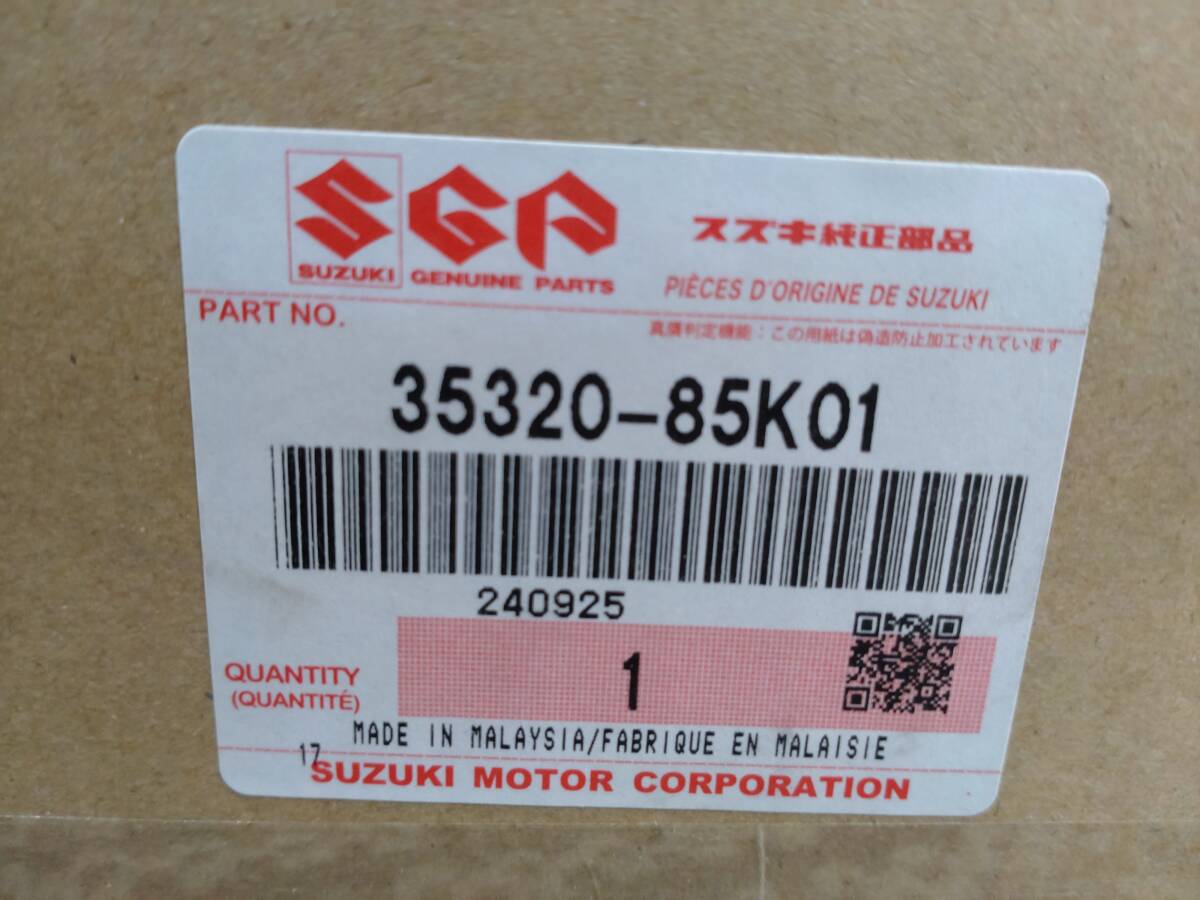 SUZUKI
SGP
GENUINE PARTS
スズキ純正部品
PIÈCES D'ORIGINE DE SUZUKI
PART NO.
真贋判定機能：この用紙は偽造防止加工されています
35320-85K01
240925
QUANTITY
(QUANTITÉ)
1
MADE IN MALAYSIA/FABRIQUE EN MALAISIE
17
SUZUKI MOTOR CORPORATION